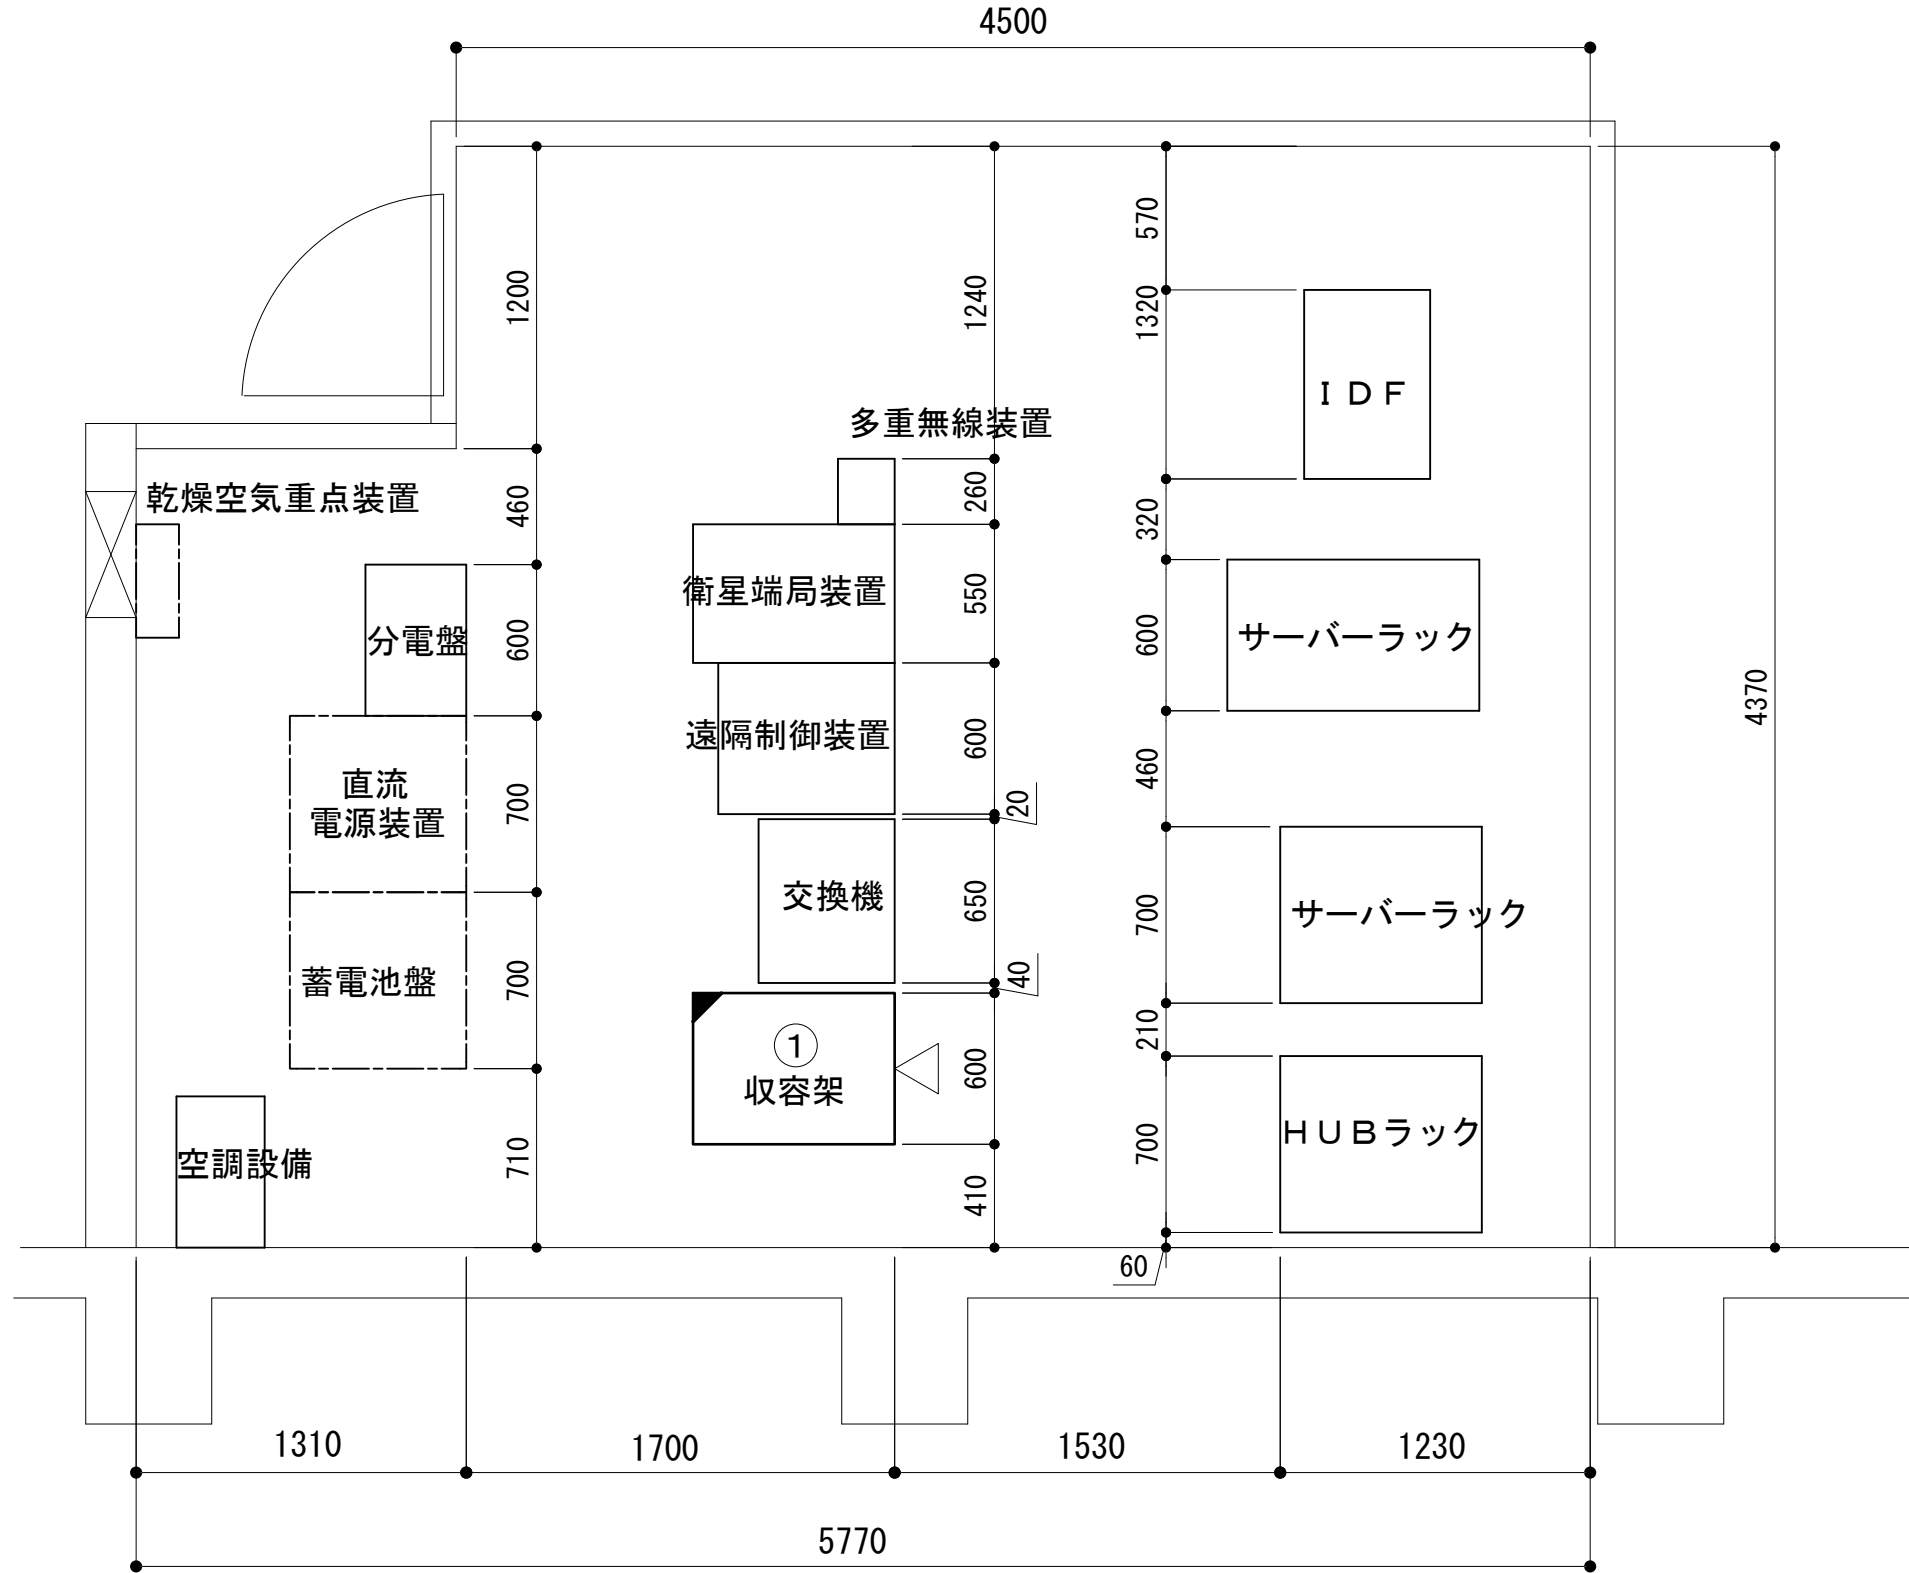 4500
570
1200
1240
1320
IDF
多重無線装置
乾燥空気重点装置
460
260
320
衛星端局装置
550
分電盤
600
600
サーバーラック
4370
遠隔制御装置
600
460
直流
電源装置
700
20
交換機
650
700
サーバーラック
蓄電池盤
700
40
210
①
収容架
600
HUBラック
700
空調設備
710
410
60
1310
1700
1530
1230
5770